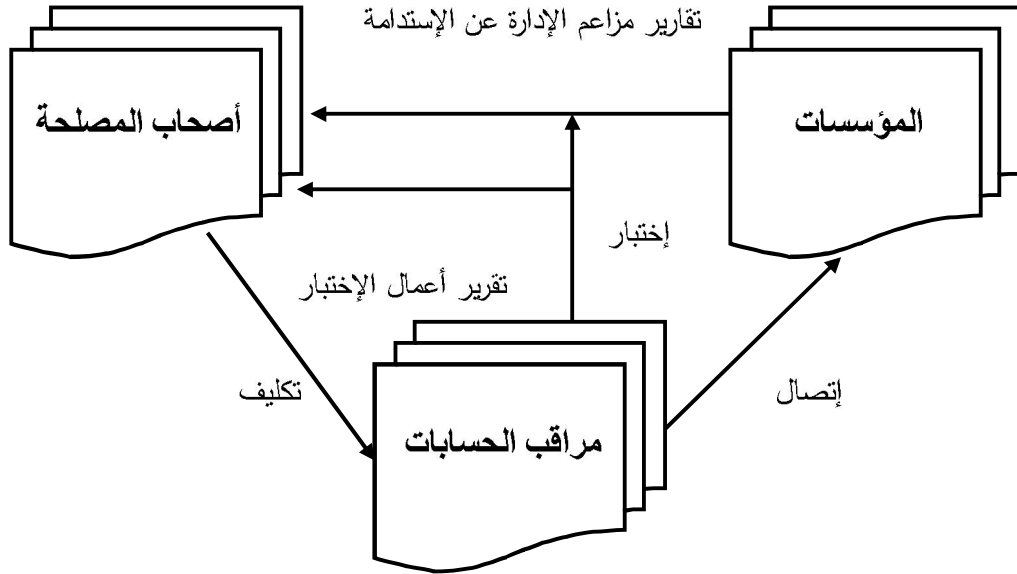 تقارير مزاعم الإدارة عن الإستدامة
المؤسسات
أصحاب المصلحة
إختبار
تقرير أعمال الإختبار
إتصال
تكليف
مراقب الحسابات